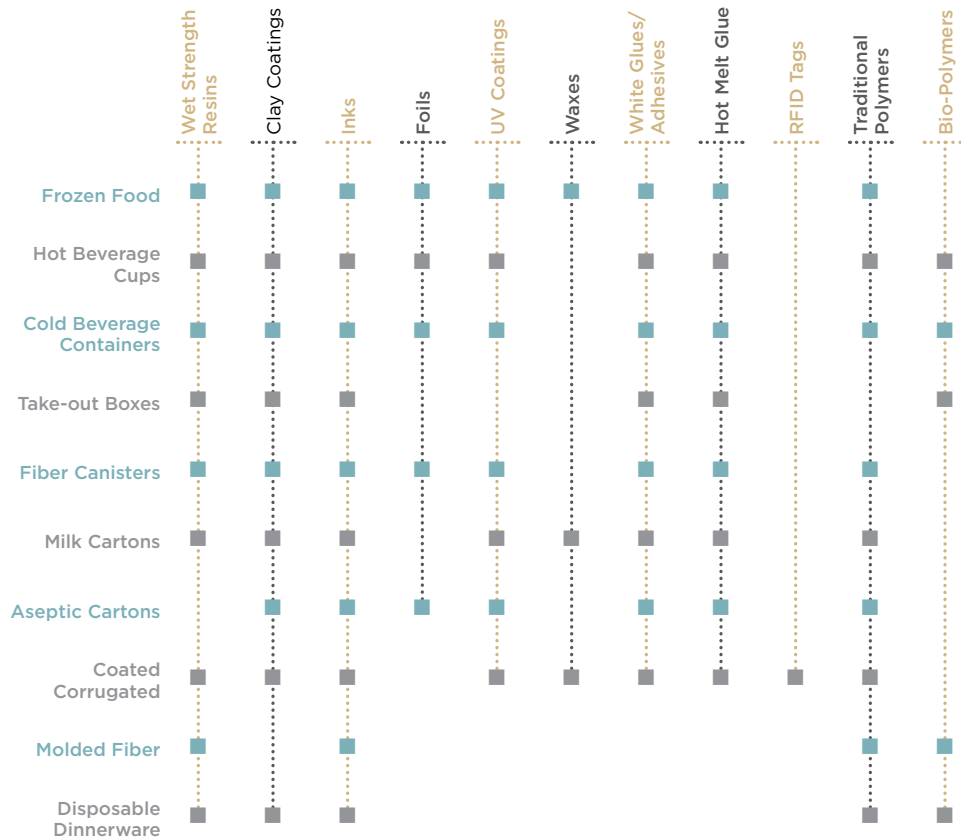 Wet Strength
Resins
Clay Coatings
Inks
Foils
UV Coatings
Waxes
White Glues/
Adhesives
Hot Melt Glue
RFID Tags
Traditional
Polymers
Bio-Polymers
Frozen Food
Hot Beverage
Cups
Cold Beverage
Containers
Take-out Boxes
Fiber Canisters
Milk Cartons
Aseptic Cartons
Coated
Corrugated
Molded Fiber
Disposable
Dinnerware